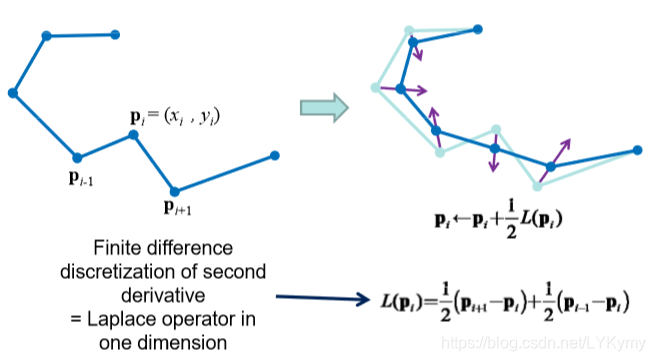 p_i = (x_i , y_i)
p_{i-1}
p_{i+1}
p_i ← p_i + 1/2 L(p_i)
Finite difference
discretization of second
derivative
= Laplace operator in
one dimension
L(p_i) = 1/2 (p_{i+1} − p_i) + 1/2 (p_{i−1} − p_i)
https://blog.csdn.net/LYKymy